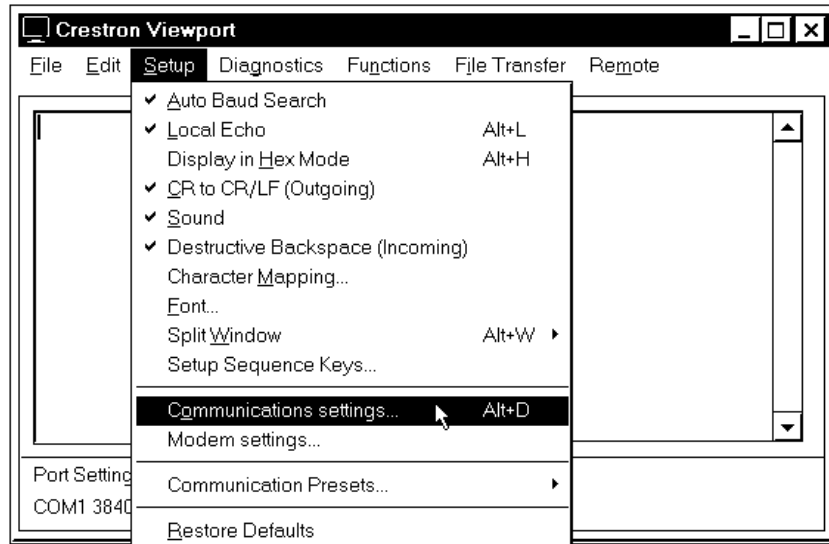 Crestron Viewport
File Edit Setup Diagnostics Functions File Transfer Remote
Auto Baud Search
Local Echo Alt+L
Display in Hex Mode Alt+H
CR to CR/LF (Outgoing)
Sound
Destructive Backspace (Incoming)
Character Mapping...
Font...
Split Window Alt+W
Setup Sequence Keys...
Communications settings... Alt+D
Modem settings...
Port Setting
Communication Presets...
COM1 3840
Restore Defaults